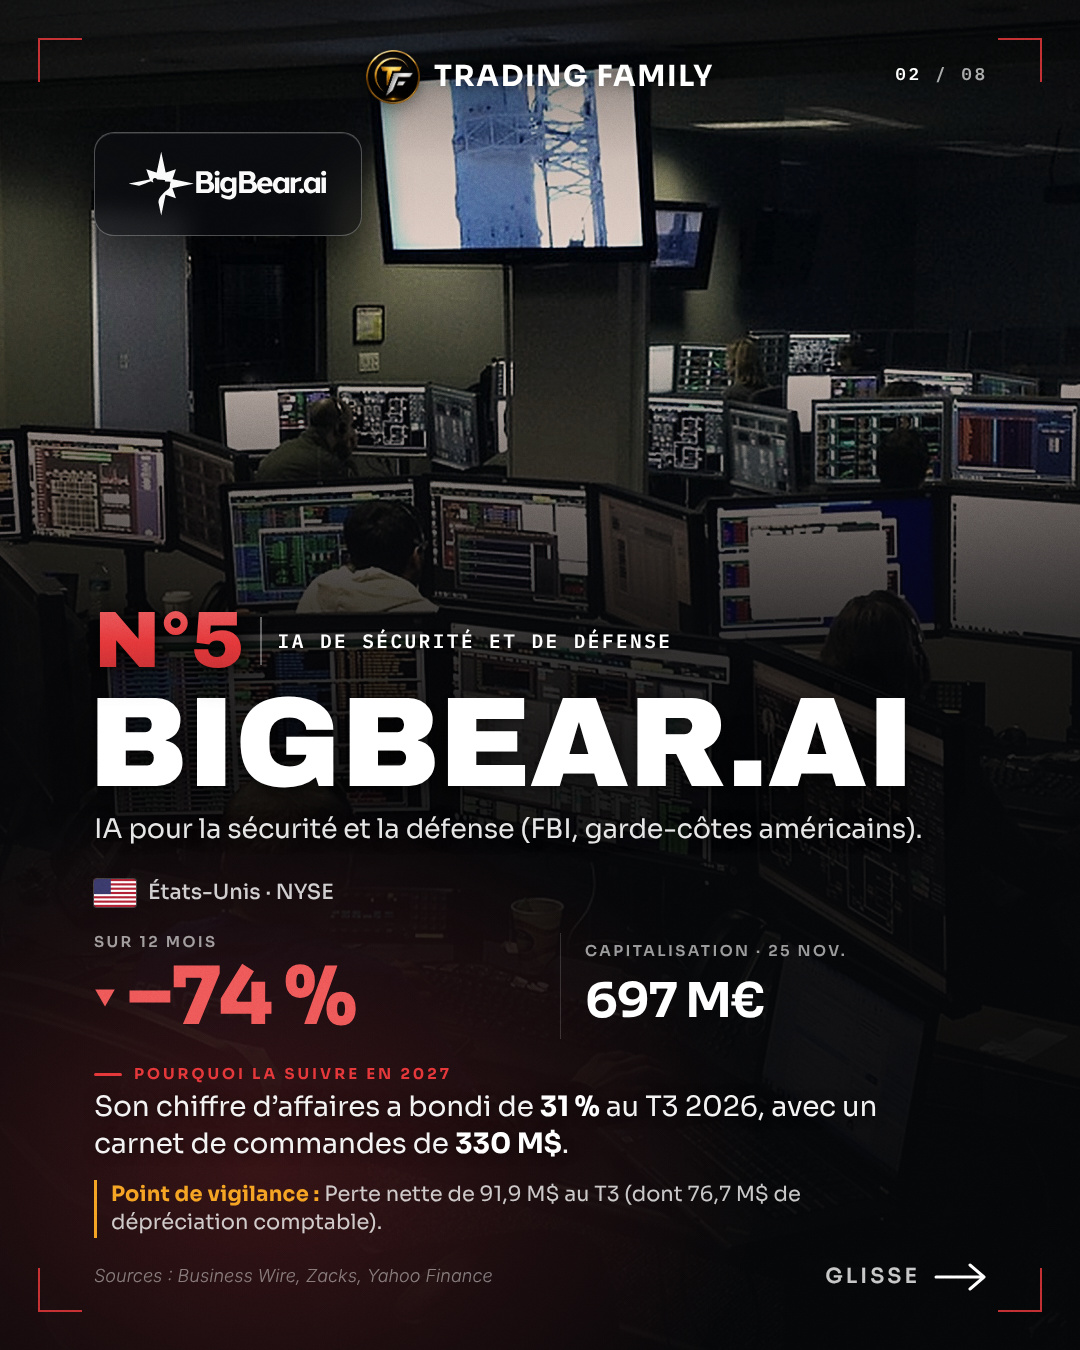 TF TRADING FAMILY
02 / 08
BigBear.ai
N°5 IA DE SÉCURITÉ ET DE DÉFENSE
BIGBEAR.AI
IA pour la sécurité et la défense (FBI, garde-côtes américains).
États-Unis · NYSE
SUR 12 MOIS
▼ −74 %
CAPITALISATION · 25 NOV.
697 M€
POURQUOI LA SUIVRE EN 2027
Son chiffre d’affaires a bondi de 31 % au T3 2026, avec un
carnet de commandes de 330 M$.
Point de vigilance : Perte nette de 91,9 M$ au T3 (dont 76,7 M$ de
dépréciation comptable).
Sources : Business Wire, Zacks, Yahoo Finance
GLISSE →